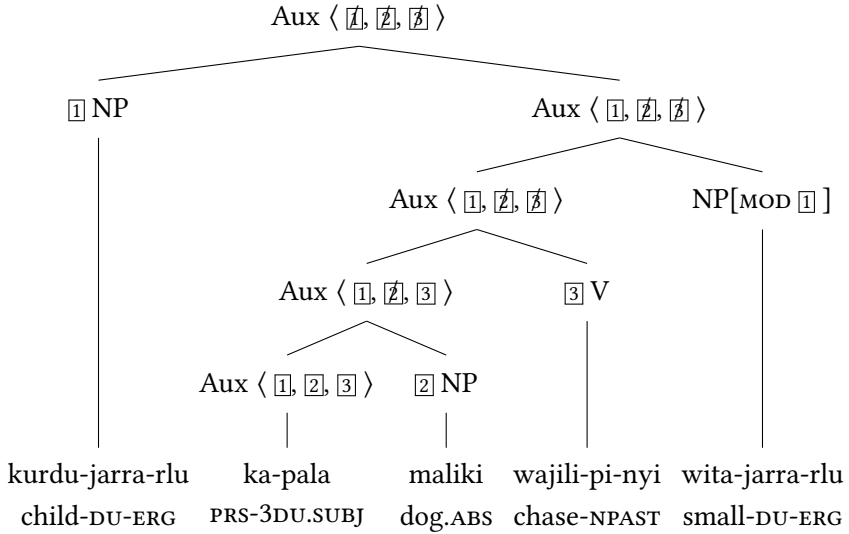 Aux ⟨ 1̸, 2̸, 3̸ ⟩
1 NP Aux ⟨ 1, 2̸, 3̸ ⟩
Aux ⟨ 1, 2̸, 3̸ ⟩ NP[MOD 1 ]
Aux ⟨ 1, 2̸, 3 ⟩ 3 V
Aux ⟨ 1, 2, 3 ⟩ 2 NP
kurdu-jarra-rlu ka-pala maliki wajili-pi-nyi wita-jarra-rlu
child-DU-ERG PRS-3DU.SUBJ dog.ABS chase-NPAST small-DU-ERG